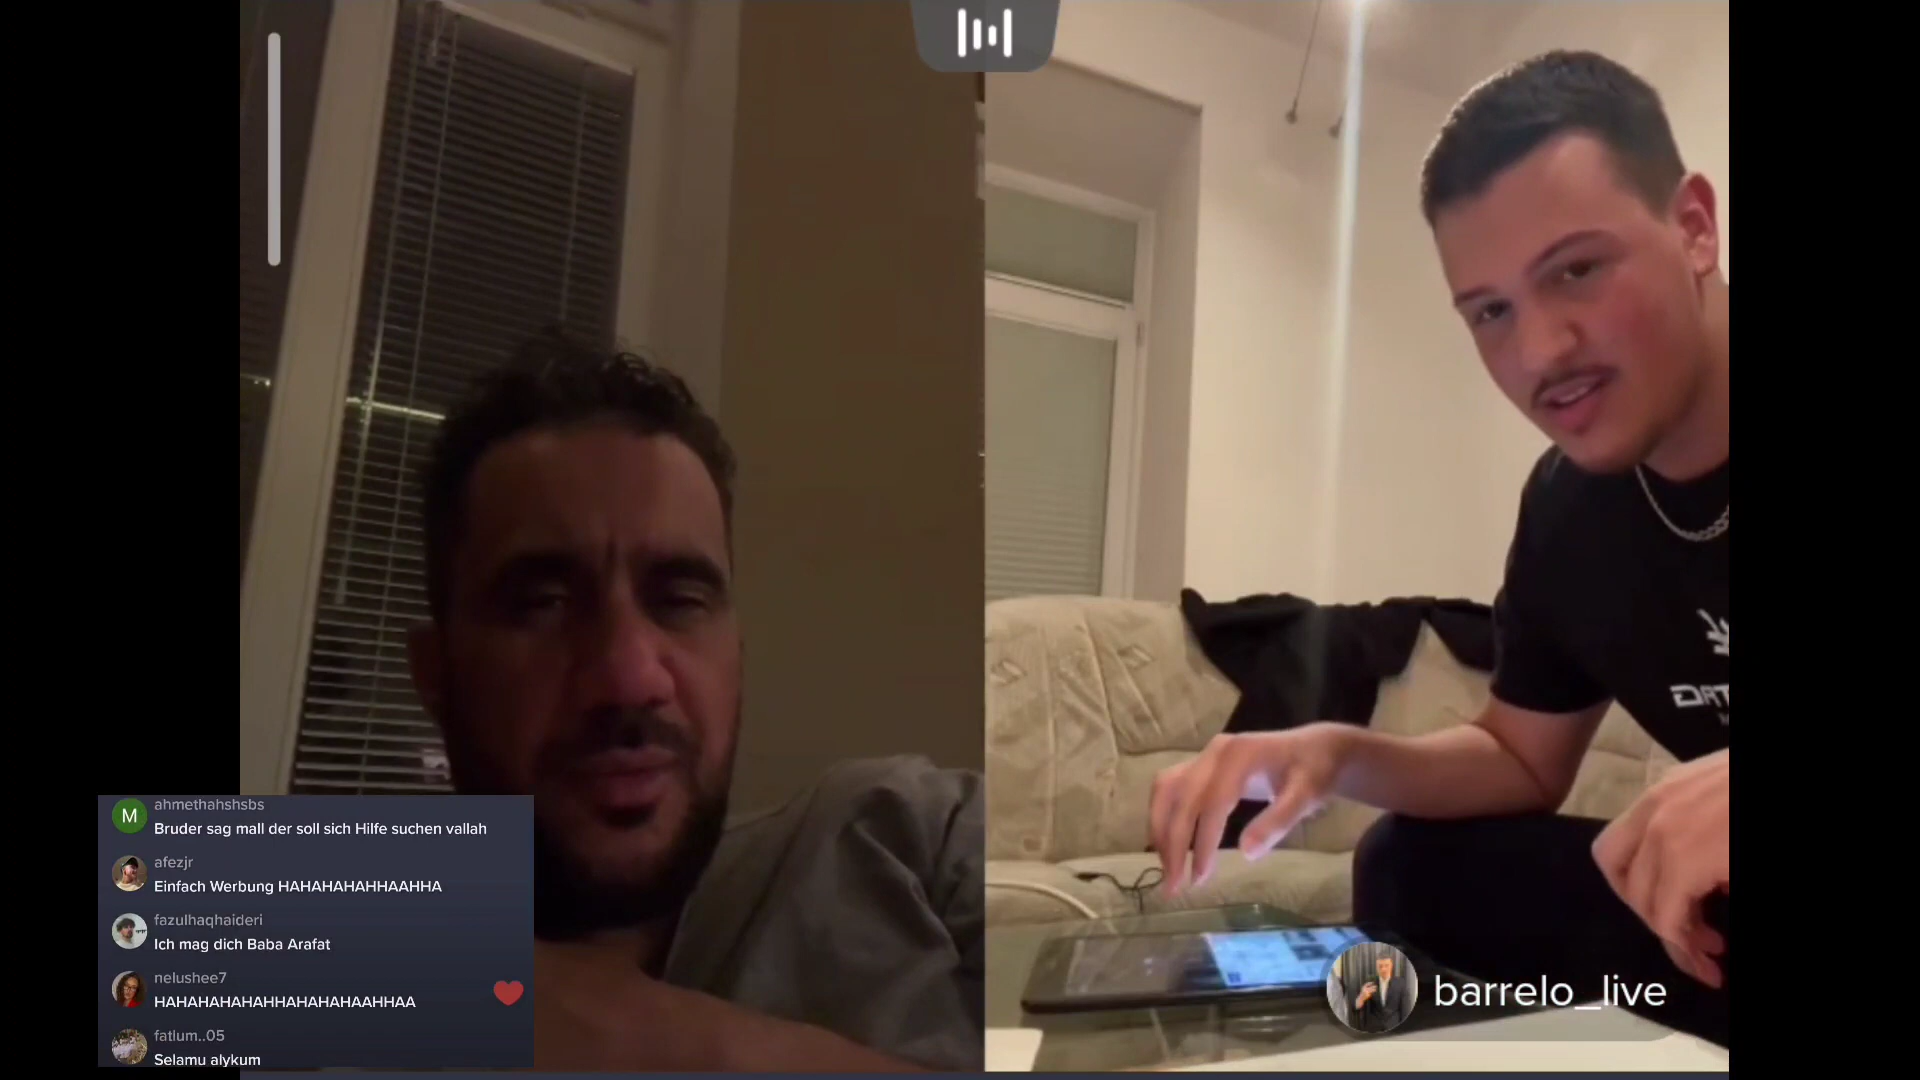 ahmethahshsbs
M
Bruder sag mall der soll sich Hilfe suchen vallah
afezjr
Einfach Werbung HAHAHAHAHHAAHHA
fazulhaqhaideri
Ich mag dich Baba Arafat
nelushee7
HAHAHAHAHAHHAHAHAHAAHHAA
fatlum..05
Selamu alykum
barrelo_live